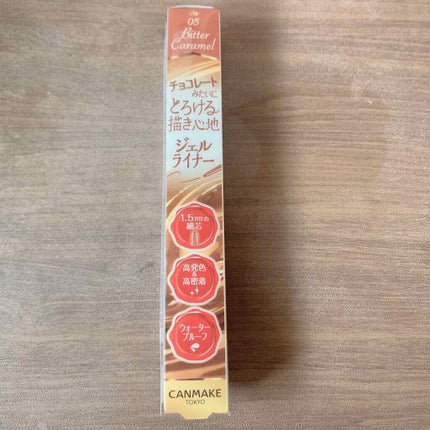 05
Bitter
Caramel
チョコレート
みたいに
とろける
描き心地
ジェル
ライナー
1.5mmの
細芯
高発色
&
高密着
ウォーター
プルーフ
CANMAKE
TOKYO